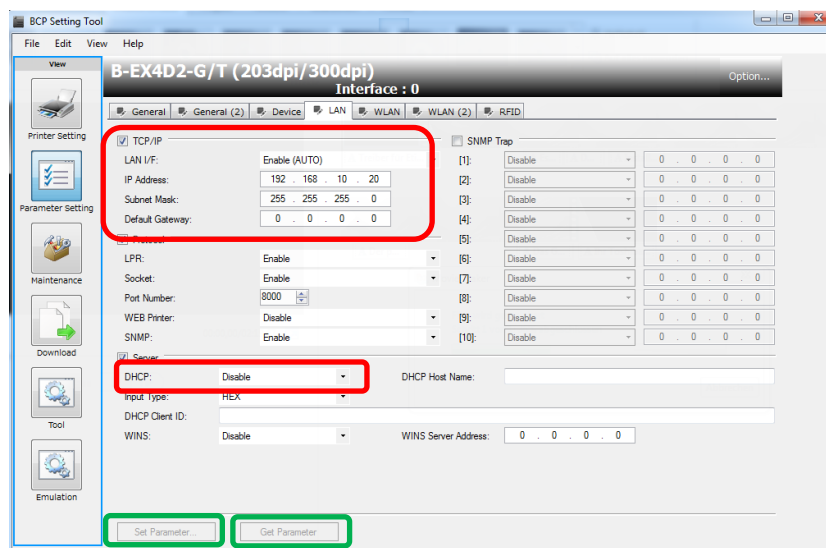 BCP Setting Tool
File Edit View Help
View
Printer Setting
Parameter Setting
Maintenance
Download
Tool
Emulation
B-EX4D2-G/T (203dpi/300dpi)
Interface : 0
Option...
General General (2) Device LAN WLAN WLAN (2) RFID
TCP/IP
LAN I/F: Enable (AUTO)
IP Address: 192 . 168 . 10 . 20
Subnet Mask: 255 . 255 . 255 . 0
Default Gateway: 0 . 0 . 0 . 0
Protocol
LPR: Enable
Socket: Enable
Port Number: 8000
WEB Printer: Disable
SNMP: Enable
SNMP Trap
[1]: Disable 0 . 0 . 0 . 0
[2]: Disable 0 . 0 . 0 . 0
[3]: Disable 0 . 0 . 0 . 0
[4]: Disable 0 . 0 . 0 . 0
[5]: Disable 0 . 0 . 0 . 0
[6]: Disable 0 . 0 . 0 . 0
[7]: Disable 0 . 0 . 0 . 0
[8]: Disable 0 . 0 . 0 . 0
[9]: Disable 0 . 0 . 0 . 0
[10]: Disable 0 . 0 . 0 . 0
Server
DHCP: Disable DHCP Host Name:
Input Type: HEX
DHCP Client ID:
WINS: Disable WINS Server Address: 0 . 0 . 0 . 0
Set Parameter... Get Parameter